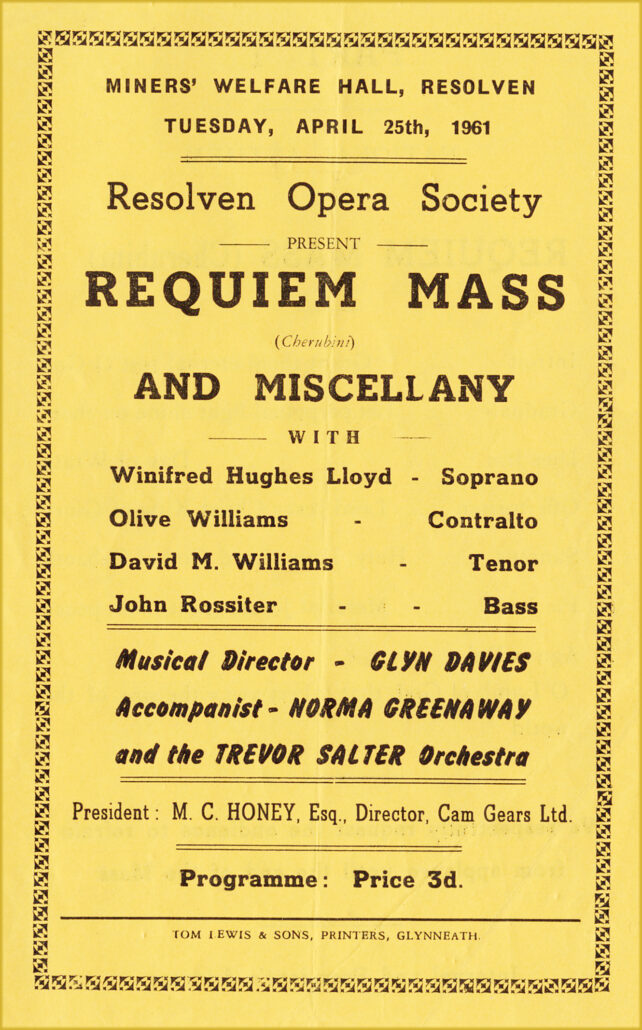 MINERS' WELFARE HALL, RESOLVEN
TUESDAY, APRIL 25th, 1961
Resolven Opera Society
PRESENT
REQUIEM MASS
(Cherubini)
AND MISCELLANY
WITH
Winifred Hughes Lloyd - Soprano
Olive Williams - Contralto
David M. Williams - Tenor
John Rossiter - - Bass
Musical Director - GLYN DAVIES
Accompanist - NORMA GREENAWAY
and the TREVOR SALTER Orchestra
President : M. C. HONEY, Esq., Director, Cam Gears Ltd.
Programme: Price 3d.
TOM LEWIS & SONS, PRINTERS, GLYNNEATH.